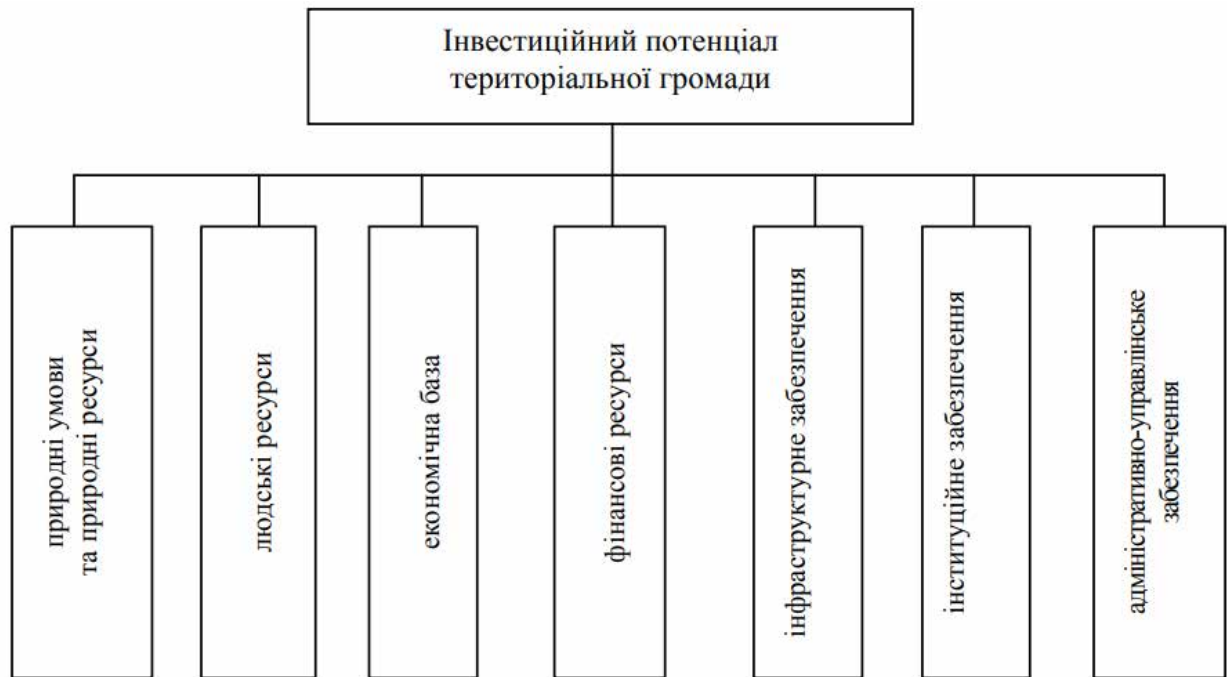 Інвестиційний потенціал
територіальної громади
природні умови
та природні ресурси
людські ресурси
економічна база
фінансові ресурси
інфраструктурне забезпечення
інституційне забезпечення
адміністративно-управлінське
забезпечення